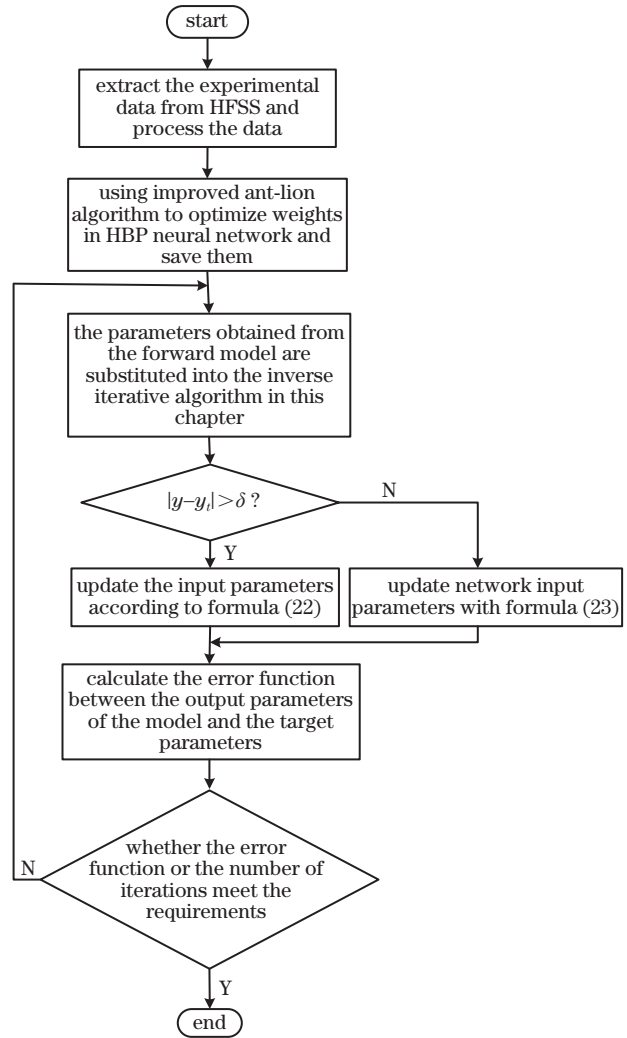 start
extract the experimental
data from HFSS and
process the data
using improved ant-lion
algorithm to optimize weights
in HBP neural network and
save them
the parameters obtained from
the forward model are
substituted into the inverse
iterative algorithm in this
chapter
|y–yₜ|>δ ?
N
Y
update the input parameters
according to formula (22)
update network input
parameters with formula (23)
calculate the error function
between the output parameters
of the model and the target
parameters
whether the error
function or the number of
iterations meet the
requirements
N
Y
end